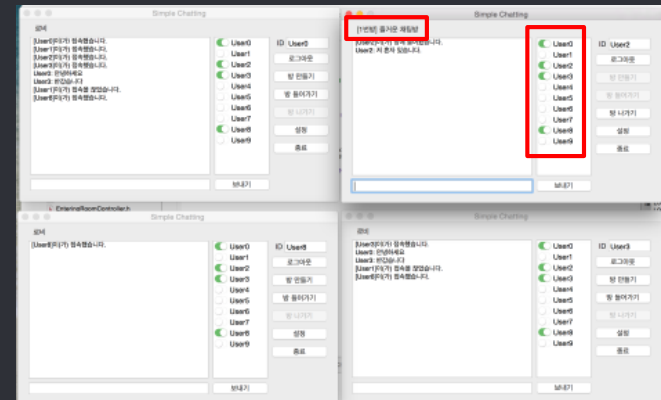 Simple Chatting
로비
[User0]이(가) 접속했습니다.
[User1]이(가) 접속했습니다.
[User2]이(가) 접속했습니다.
[User3]이(가) 접속했습니다.
User3: 안녕하세요
User3: 반갑습니다
[User1]이(가) 접속을 끊었습니다.
[User8]이(가) 접속했습니다.
User0
User1
User2
User3
User4
User5
User6
User7
User8
User9
ID User0
로그아웃
방 만들기
방 들어가기
방 나가기
설정
종료
보내기
Simple Chatting
[1번방] 즐거운 채팅방
User2: 저 혼자 있습니다.
User0
User1
User2
User3
User4
User5
User6
User7
User8
User9
ID User2
로그아웃
방 만들기
방 들어가기
방 나가기
설정
종료
보내기
EnteringRoomController.h
Simple Chatting
로비
[User8]이(가) 접속했습니다.
User0
User1
User2
User3
User4
User5
User6
User7
User8
User9
ID User8
로그아웃
방 만들기
방 들어가기
방 나가기
설정
종료
보내기
Simple Chatting
로비
[User3]이(가) 접속했습니다.
User3: 안녕하세요
User3: 반갑습니다
[User1]이(가) 접속을 끊었습니다.
[User8]이(가) 접속했습니다.
User0
User1
User2
User3
User4
User5
User6
User7
User8
User9
ID User3
로그아웃
방 만들기
방 들어가기
방 나가기
설정
종료
보내기